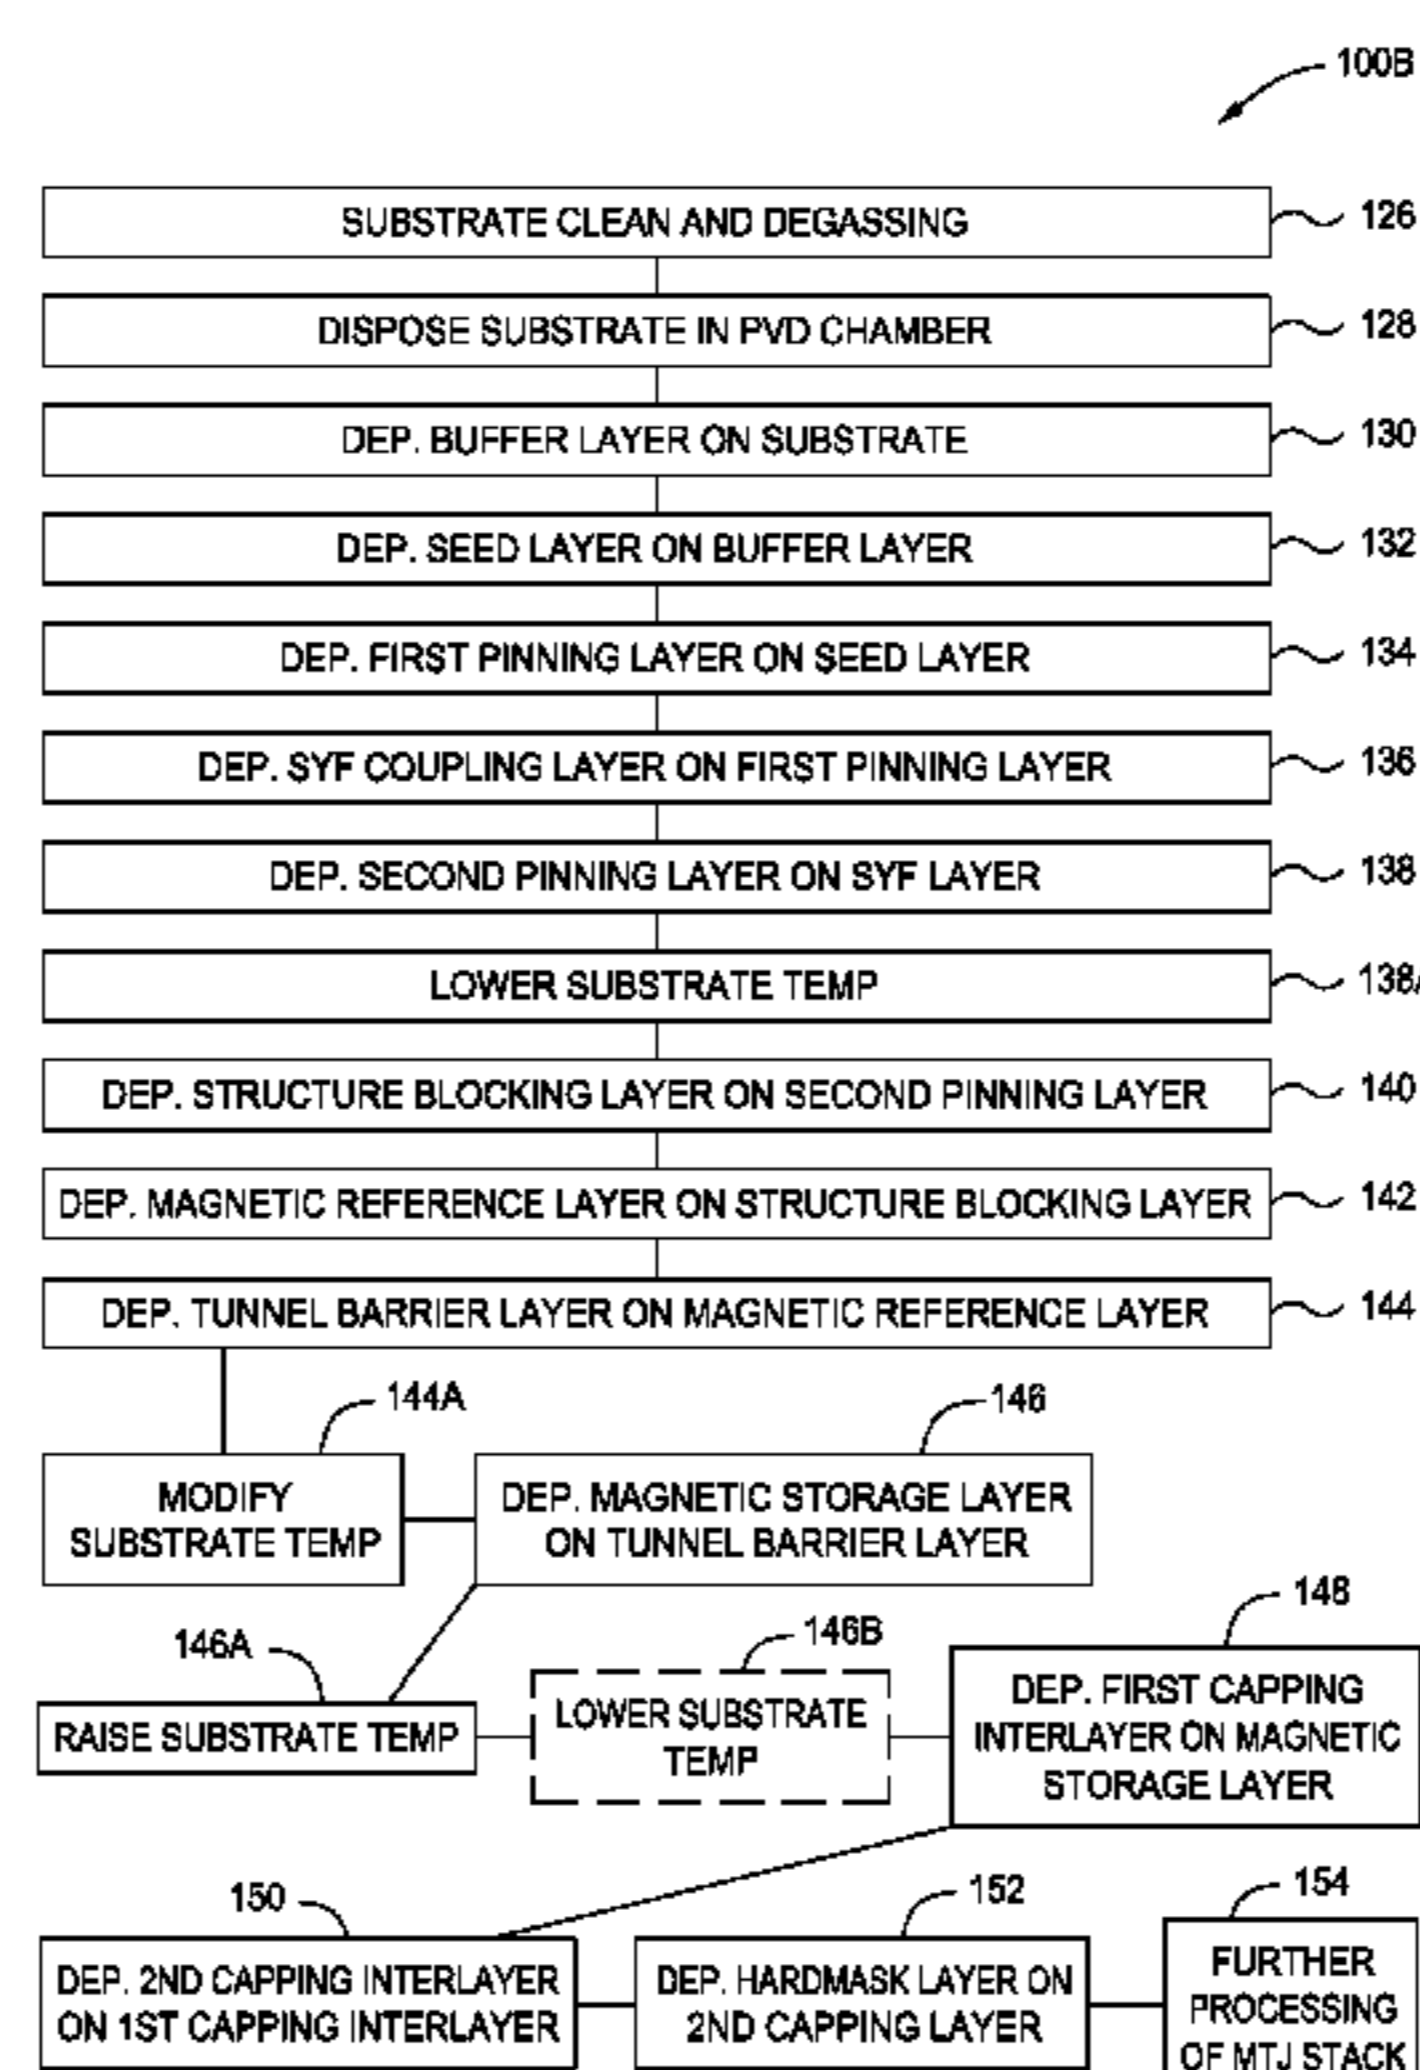 100B
SUBSTRATE CLEAN AND DEGASSING
126
DISPOSE SUBSTRATE IN PVD CHAMBER
128
DEP. BUFFER LAYER ON SUBSTRATE
130
DEP. SEED LAYER ON BUFFER LAYER
132
DEP. FIRST PINNING LAYER ON SEED LAYER
134
DEP. SYF COUPLING LAYER ON FIRST PINNING LAYER
136
DEP. SECOND PINNING LAYER ON SYF LAYER
138
LOWER SUBSTRATE TEMP
138A
DEP. STRUCTURE BLOCKING LAYER ON SECOND PINNING LAYER
140
DEP. MAGNETIC REFERENCE LAYER ON STRUCTURE BLOCKING LAYER
142
DEP. TUNNEL BARRIER LAYER ON MAGNETIC REFERENCE LAYER
144
144A
MODIFY
SUBSTRATE TEMP
146
DEP. MAGNETIC STORAGE LAYER
ON TUNNEL BARRIER LAYER
146A
RAISE SUBSTRATE TEMP
146B
LOWER SUBSTRATE
TEMP
148
DEP. FIRST CAPPING
INTERLAYER ON MAGNETIC
STORAGE LAYER
150
DEP. 2ND CAPPING INTERLAYER
ON 1ST CAPPING INTERLAYER
152
DEP. HARDMASK LAYER ON
2ND CAPPING LAYER
154
FURTHER
PROCESSING
OF MTJ STACK